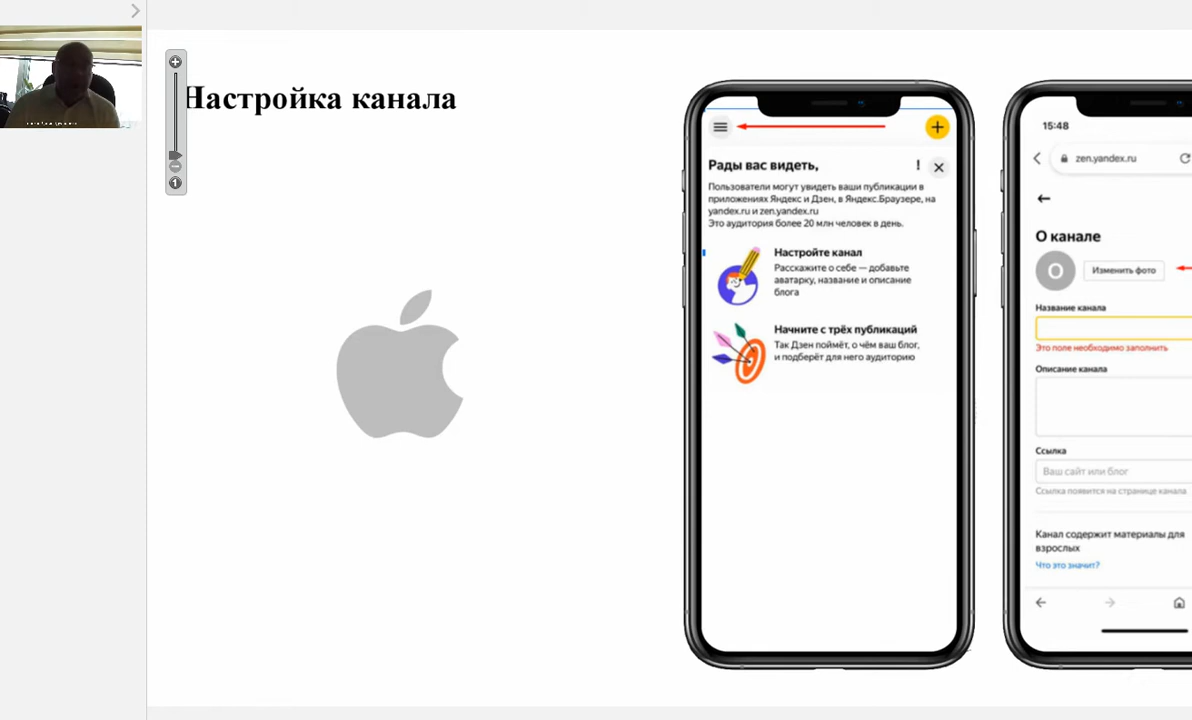 Настройка канала
Рады вас видеть, !
Пользователи могут увидеть ваши публикации в
приложениях Яндекс и Дзен, в Яндекс.Браузере, на
yandex.ru и zen.yandex.ru
Это аудитория более 20 млн человек в день.
Настройте канал
Расскажите о себе — добавьте
аватарку, название и описание
блога
Начните с трёх публикаций
Так Дзен поймёт, о чём ваш блог,
и подберёт для него аудиторию
15:48
zen.yandex.ru
О канале
О
Изменить фото
Название канала
Это поле необходимо заполнить
Описание канала
Ссылка
Ваш сайт или блог
Ссылка появится на странице канала
Канал содержит материалы для
взрослых
Что это значит?